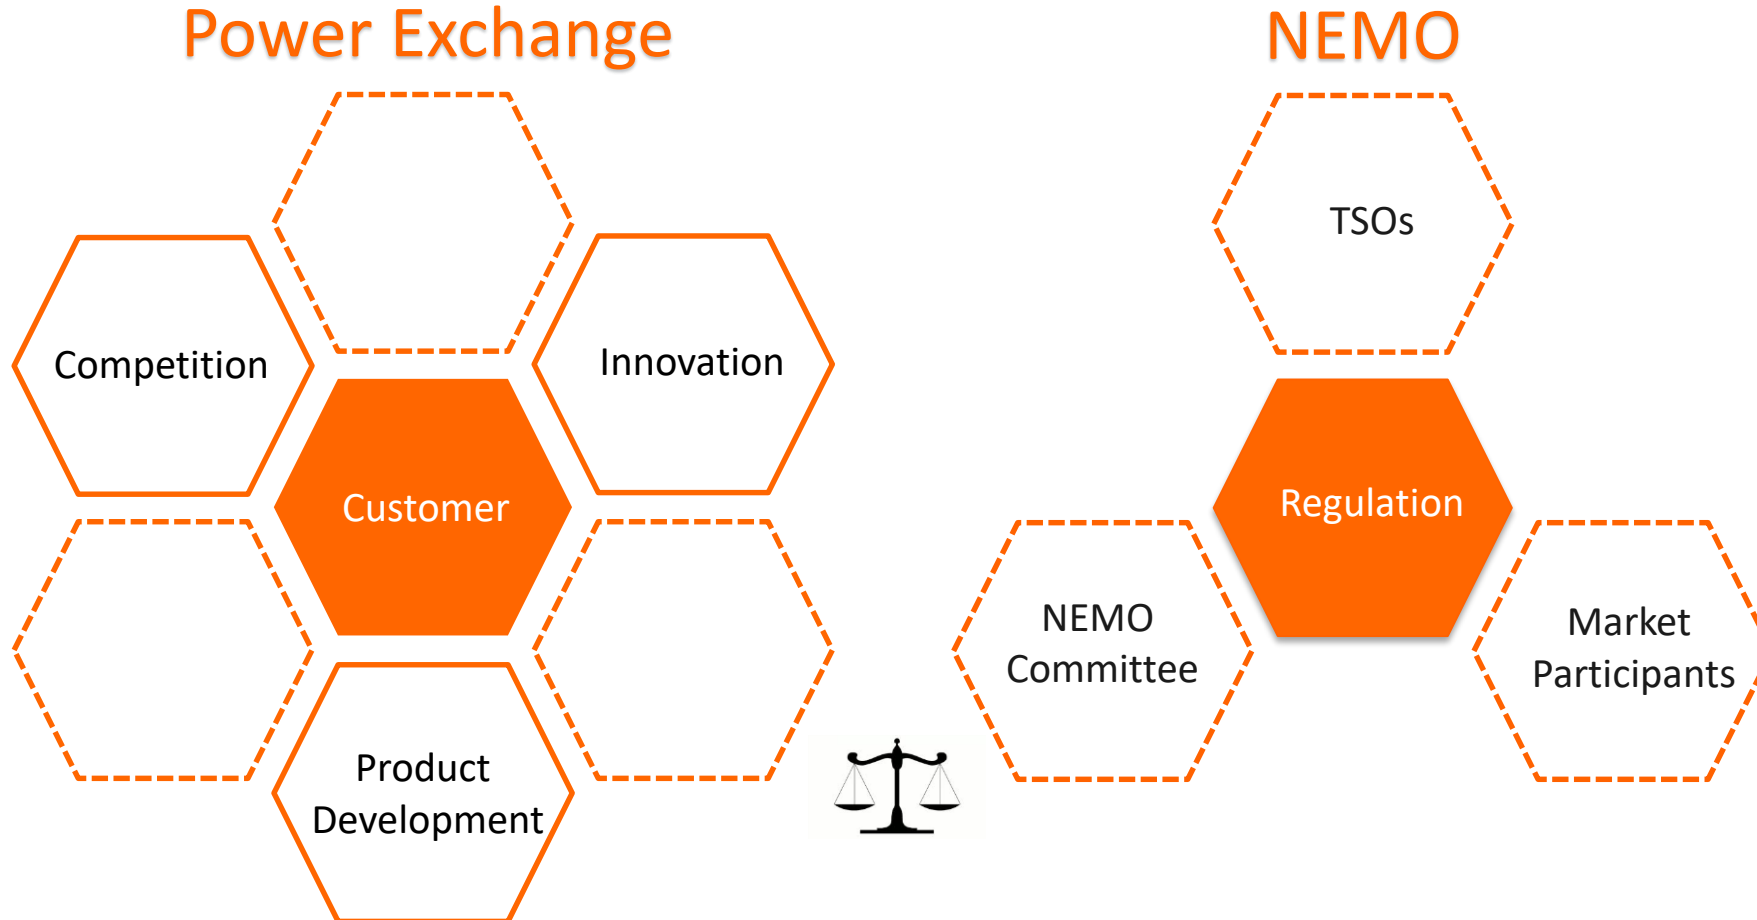 Power Exchange
NEMO
TSOs
Competition
Innovation
Customer
Regulation
NEMO
Committee
Market
Participants
Product
Development